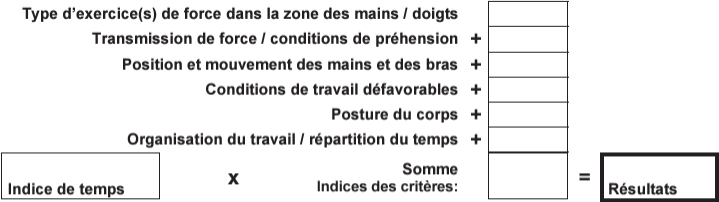 Type d'exercice(s) de force dans la zone des mains / doigts
Transmission de force / conditions de préhension +
Position et mouvement des mains et des bras +
Conditions de travail défavorables +
Posture du corps +
Organisation du travail / répartition du temps +
Indice de temps x Somme
Indices des critères: = Résultats